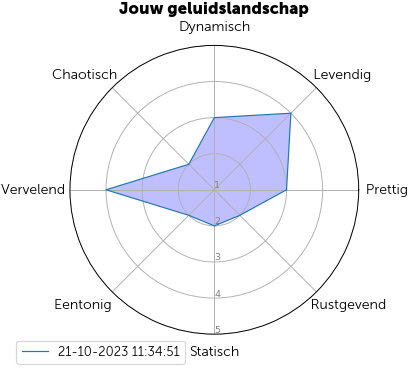 Jouw geluidslandschap
Dynamisch
Chaotisch
Levendig
Vervelend
1
Prettig
2
3
4
Eentonig
Rustgevend
5
21-10-2023 11:34:51
Statisch